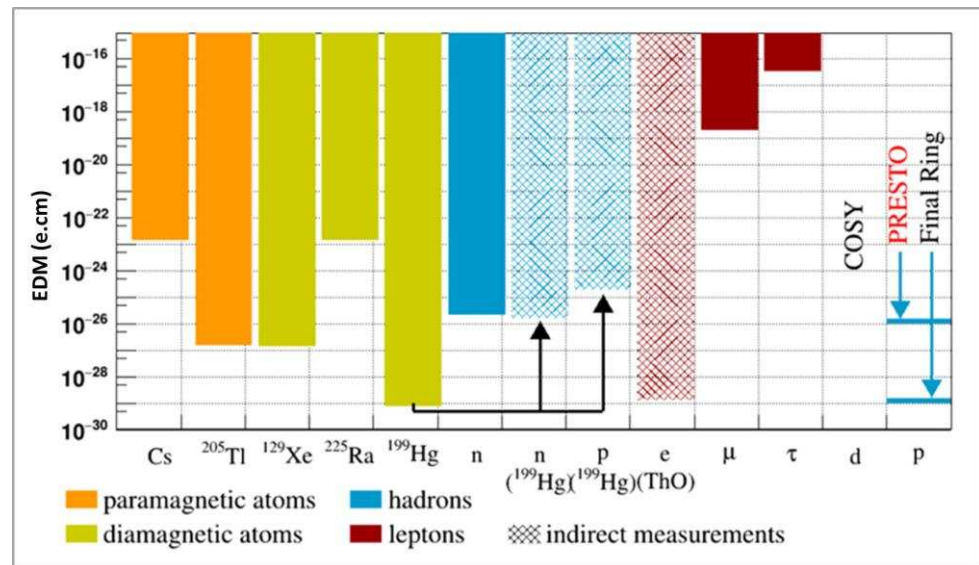 EDM (e.cm)
10⁻¹⁶
10⁻¹⁸
10⁻²⁰
10⁻²²
10⁻²⁴
10⁻²⁶
10⁻²⁸
10⁻³⁰
COSY
PRESTO
Final Ring
Cs ²⁰⁵Tl ¹²⁹Xe ²²⁵Ra ¹⁹⁹Hg n n p e μ τ d p
(¹⁹⁹Hg)(¹⁹⁹Hg)(ThO)
paramagnetic atoms hadrons
diamagnetic atoms leptons indirect measurements